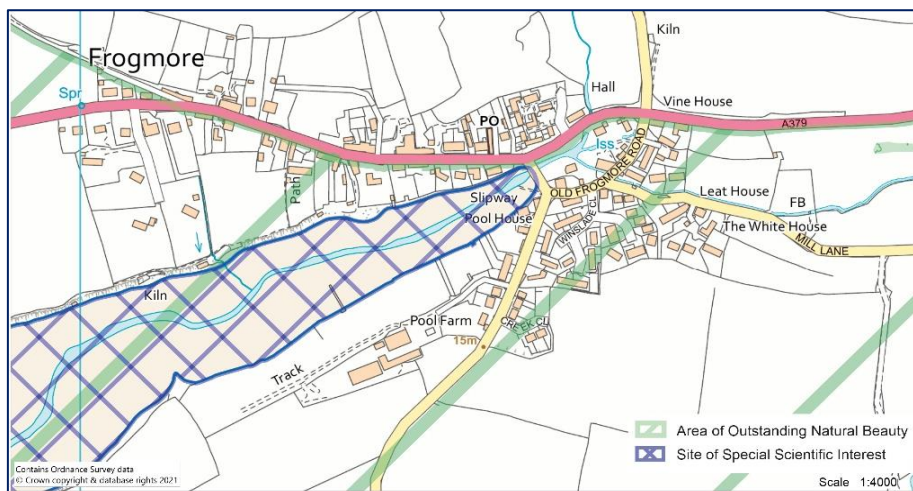 Frogmore
Kiln
Spr
Hall
Vine House
PO
A379
Iss
OLD FROGMORE ROAD
Path
Slipway
Pool House
WINSLADE CL
Leat House
FB
The White House
MILL LANE
Kiln
Pool Farm
CREEK CL
15m
Track
Area of Outstanding Natural Beauty
Site of Special Scientific Interest
Contains Ordnance Survey data
© Crown copyright & database rights 2021
Scale 1:4000